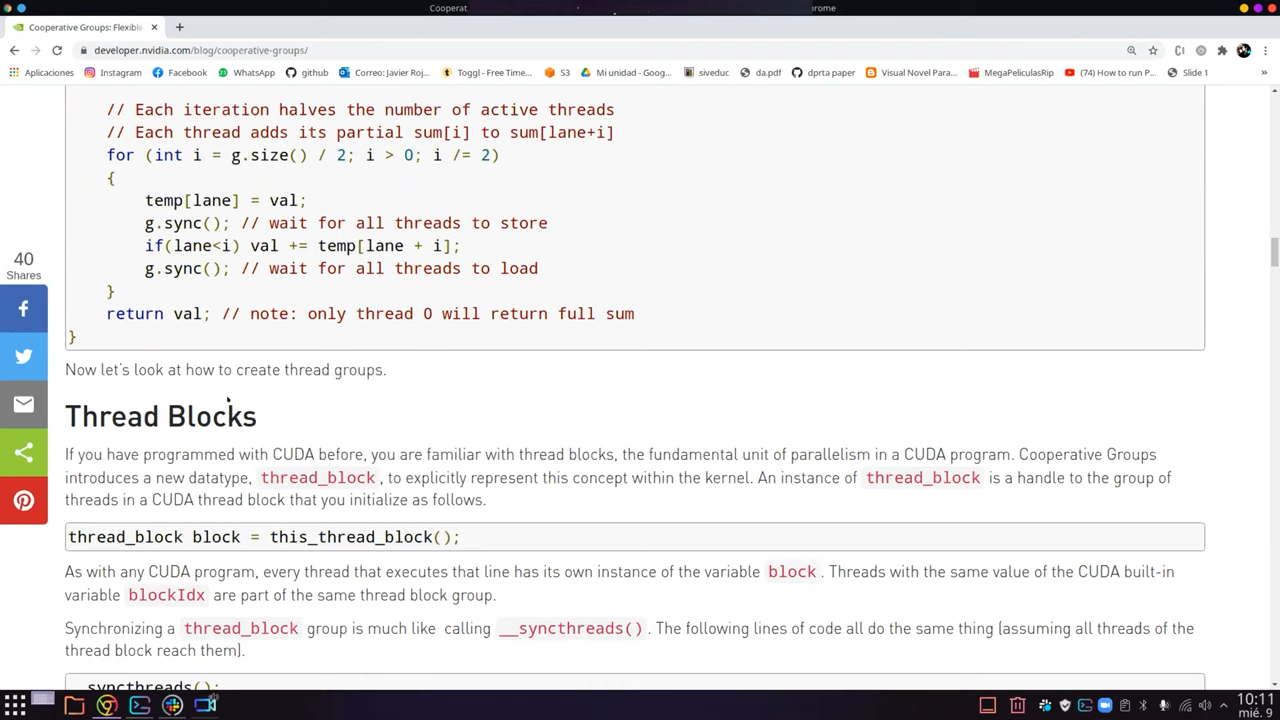 Cooperat
rome
Cooperative Groups: Flexibl
developer.nvidia.com/blog/cooperative-groups/
Aplicaciones
Instagram
Facebook
WhatsApp
github
Correo: Javier Roj...
Toggl - Free Time...
53
Mi unidad - Goog...
siveduc
da.pdf
dprta paper
Visual Novel Para...
MegaPeliculasRip
(74) How to run P...
Slide 1
»
// Each iteration halves the number of active threads
// Each thread adds its partial sum[i] to sum[lane+i]
for (int i = g.size() / 2; i > 0; i /= 2)
{
temp[lane] = val;
g.sync(); // wait for all threads to store
if(lane<i) val += temp[lane + i];
g.sync(); // wait for all threads to load
}
return val; // note: only thread 0 will return full sum
}
40
Shares
Now let's look at how to create thread groups.
Thread Blocks
If you have programmed with CUDA before, you are familiar with thread blocks, the fundamental unit of parallelism in a CUDA program. Cooperative Groups
introduces a new datatype, thread_block , to explicitly represent this concept within the kernel. An instance of thread_block is a handle to the group of
threads in a CUDA thread block that you initialize as follows.
thread_block block = this_thread_block();
As with any CUDA program, every thread that executes that line has its own instance of the variable block . Threads with the same value of the CUDA built-in
variable blockIdx are part of the same thread block group.
Synchronizing a thread_block group is much like calling __syncthreads() . The following lines of code all do the same thing (assuming all threads of the
thread block reach them).
__syncthreads();
10:11
mié. 9